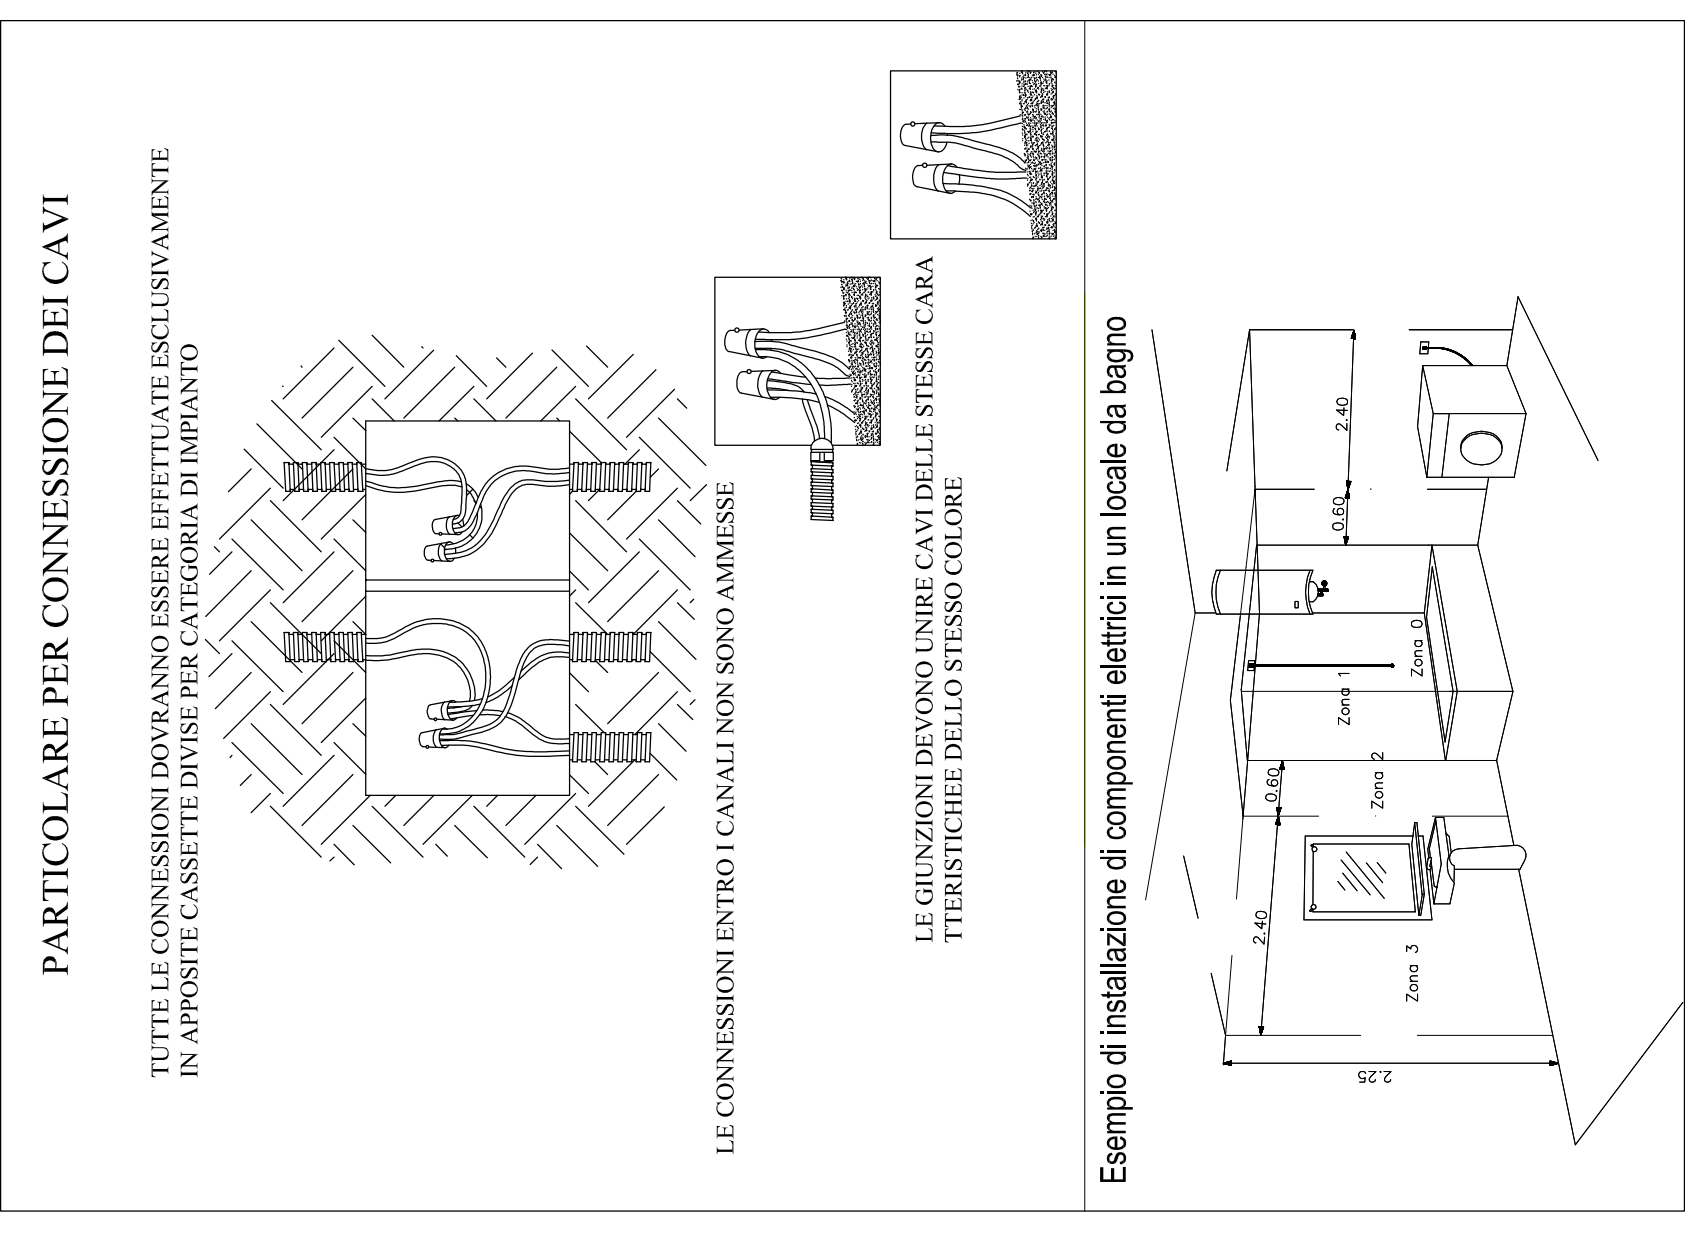 PARTICOLARE PER CONNESSIONE DEI CAVI
TUTTE LE CONNESSIONI DOVRANNO ESSERE EFFETTUATE ESCLUSIVAMENTE
IN APPOSITE CASSETTE DIVISE PER CATEGORIA DI IMPIANTO
LE CONNESSIONI ENTRO I CANALI NON SONO AMMESSE
LE GIUNZIONI DEVONO UNIRE CAVI DELLE STESSE CARA
TTERISTICHE DELLO STESSO COLORE
Esempio di installazione di componenti elettrici in un locale da bagno
2.25
2.40
0.60
Zona 3
Zona 2
Zona 1
Zona 0
0.60
2.40